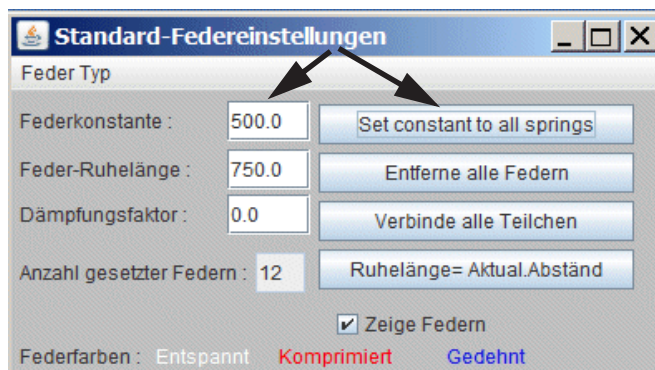 Standard-Federeinstellungen
Feder Typ
Federkonstante : 500.0 Set constant to all springs
Feder-Ruhelänge : 750.0 Entferne alle Federn
Dämpfungsfaktor : 0.0 Verbinde alle Teilchen
Anzahl gesetzter Federn : 12 Ruhelänge= Aktual.Abständ
Zeige Federn
Federfarben : Entspannt Komprimiert Gedehnt